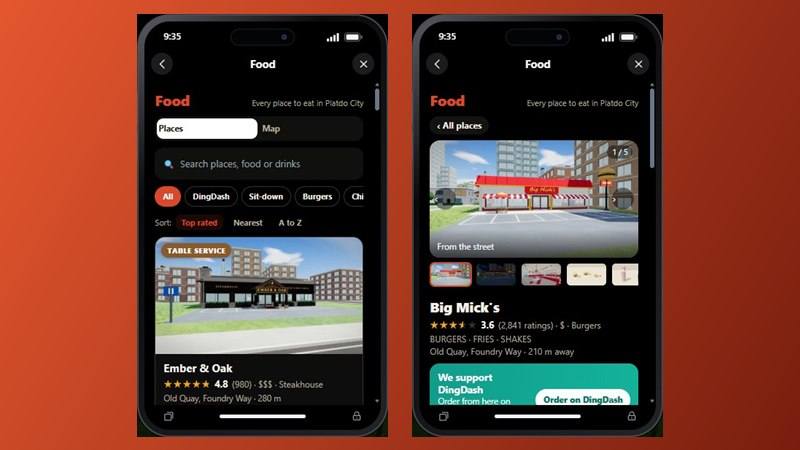 9:35
Food
Food
Every place to eat in Platdo City
Places
Map
Search places, food or drinks
All
DingDash
Sit-down
Burgers
Chi
Sort:
Top rated
Nearest
A to Z
TABLE SERVICE
EMBER & OAK
Ember & Oak
4.8 (980) · $$$ · Steakhouse
Old Quay, Foundry Way · 280 m
9:35
Food
Food
Every place to eat in Platdo City
‹ All places
1 / 5
Big Mick's
From the street
Big Mick's
3.6 (2,841 ratings) · $ · Burgers
BURGERS · FRIES · SHAKES
Old Quay, Foundry Way · 210 m away
We support
DingDash
Order from here on
Order on DingDash